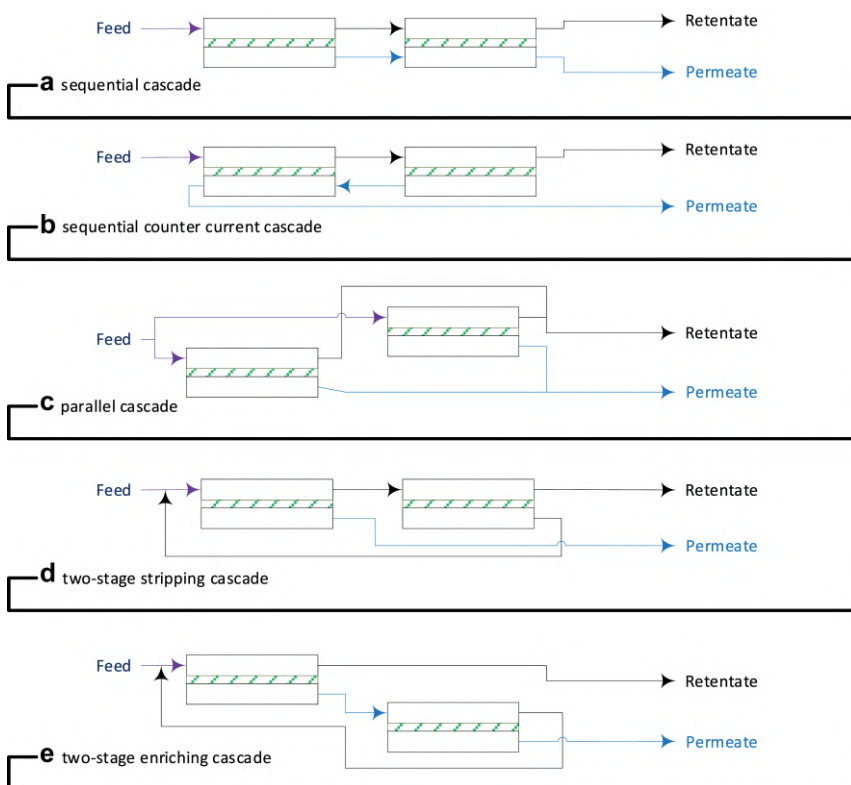 Feed
Retentate
Permeate
a sequential cascade
Feed
Retentate
Permeate
b sequential counter current cascade
Feed
Retentate
Permeate
c parallel cascade
Feed
Retentate
Permeate
d two-stage stripping cascade
Feed
Retentate
Permeate
e two-stage enriching cascade